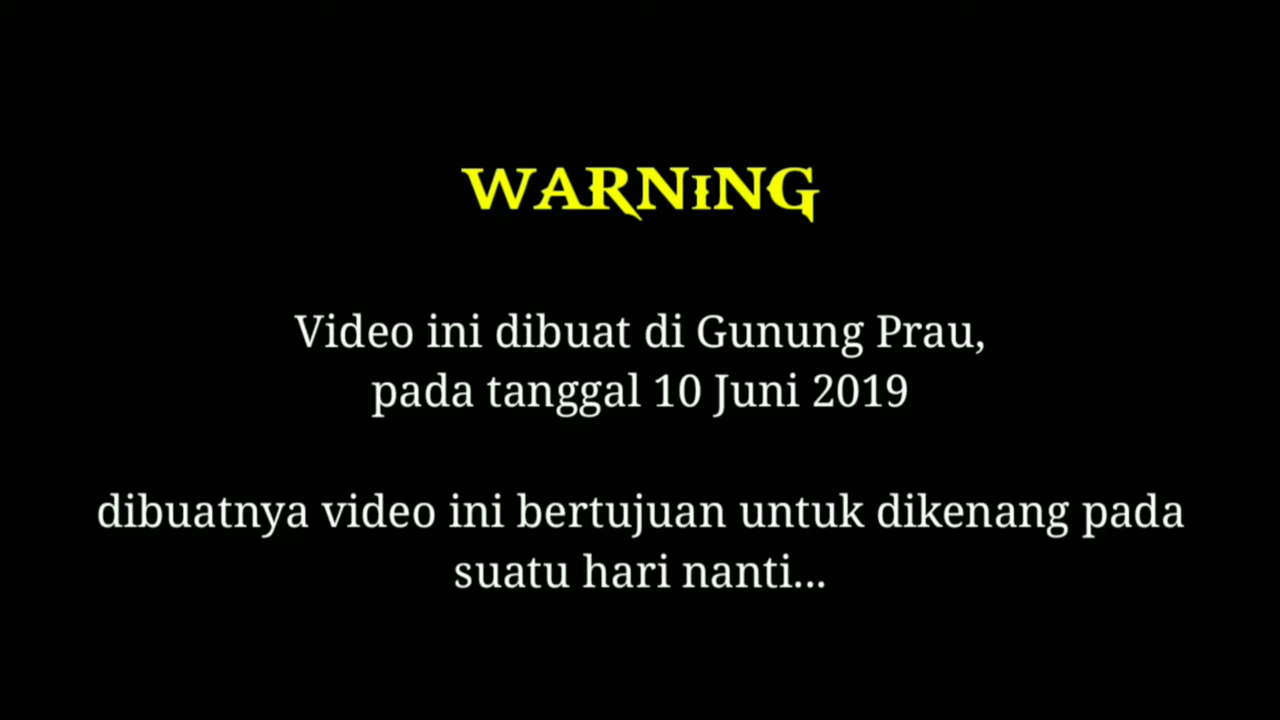 WARNING
Video ini dibuat di Gunung Prau,
pada tanggal 10 Juni 2019
dibuatnya video ini bertujuan untuk dikenang pada
suatu hari nanti...